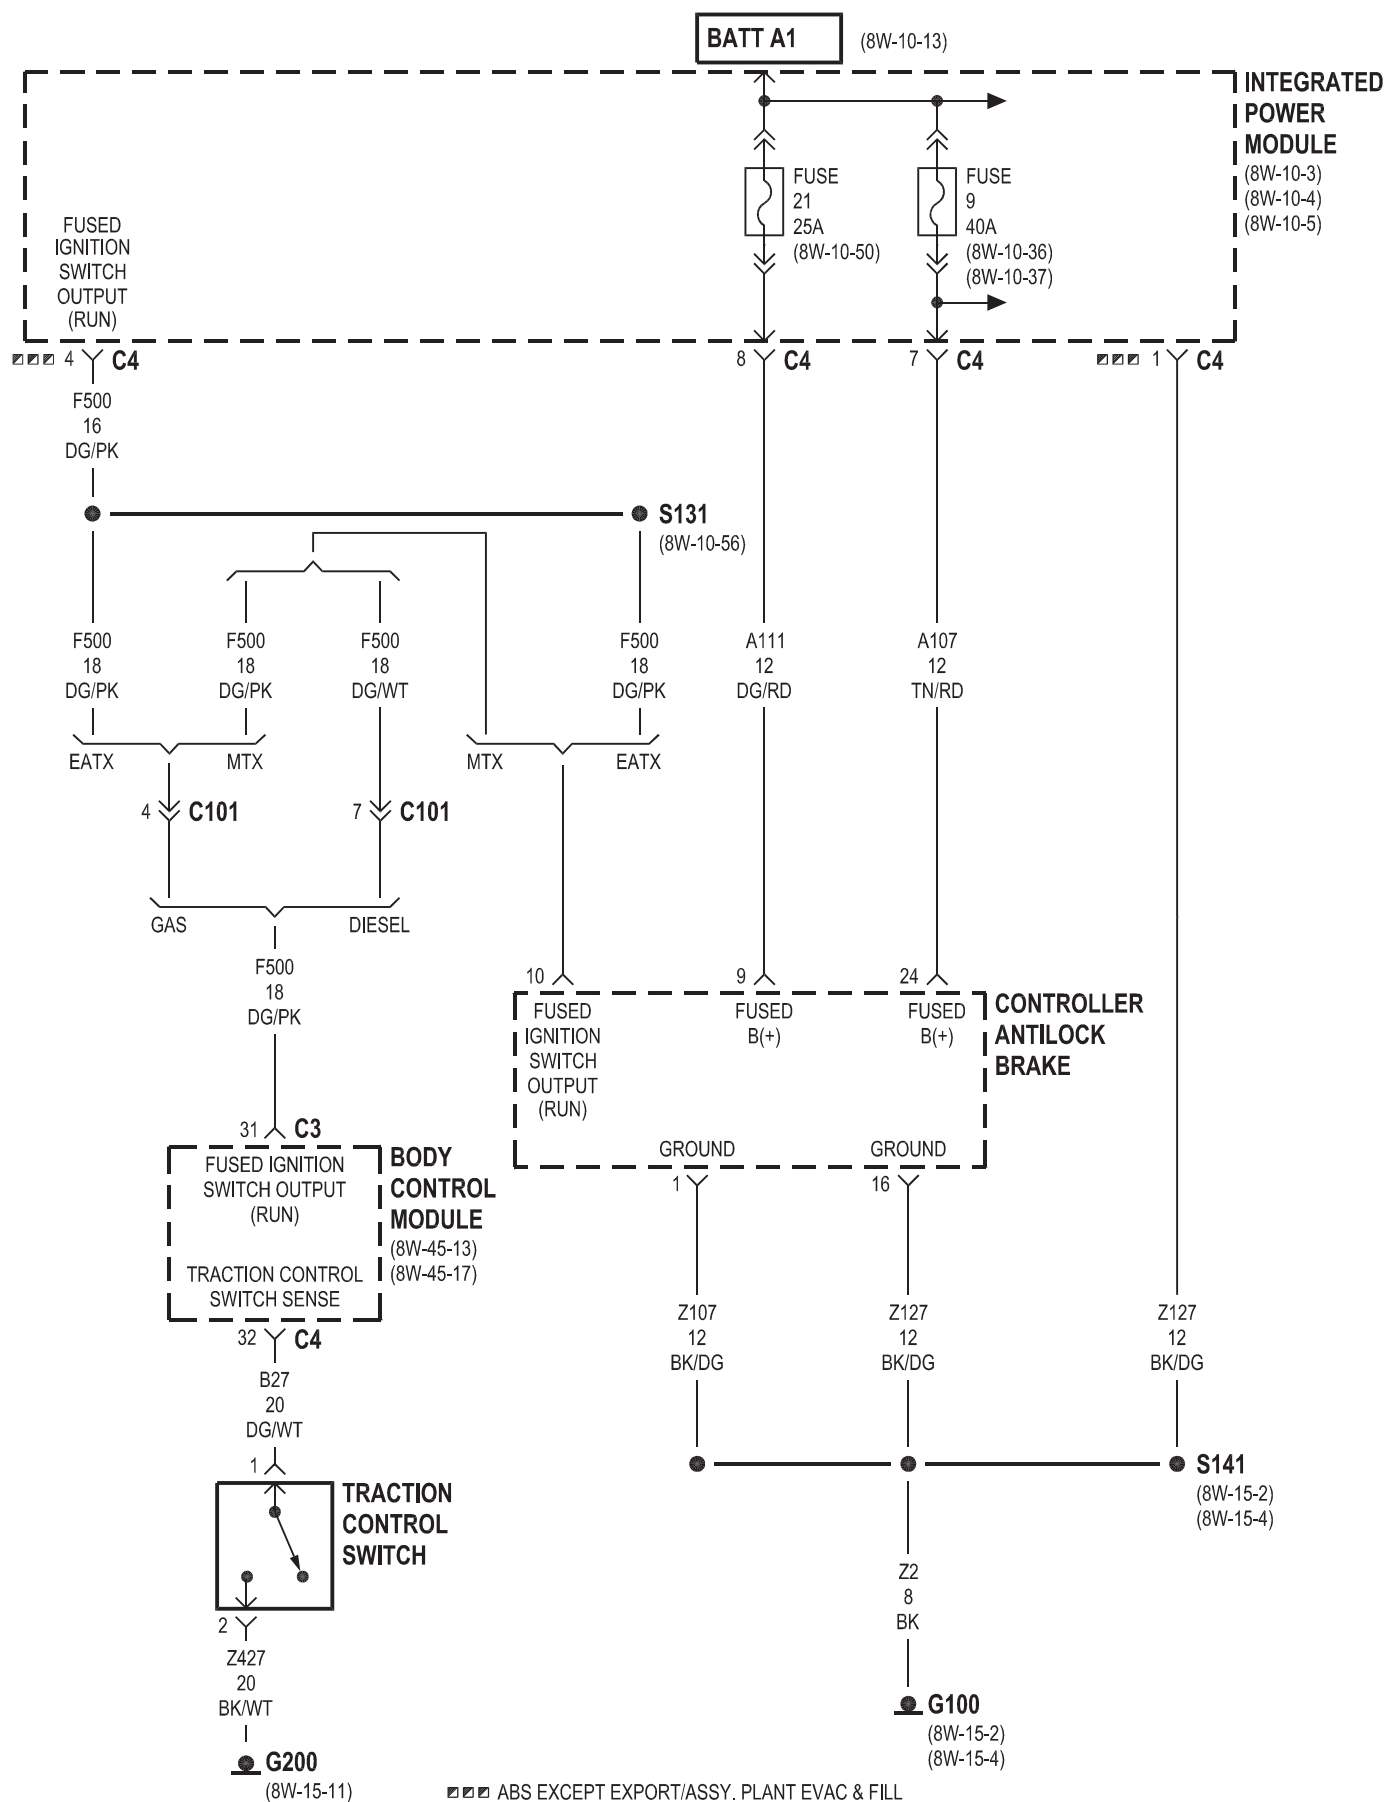 BATT A1 (8W-10-13)
INTEGRATED
POWER
MODULE
(8W-10-3)
(8W-10-4)
(8W-10-5)
FUSE
21
25A
(8W-10-50)
FUSE
9
40A
(8W-10-36)
(8W-10-37)
FUSED
IGNITION
SWITCH
OUTPUT
(RUN)
4 C4
8 C4
7 C4
1 C4
F500
16
DG/PK
S131
(8W-10-56)
F500
18
DG/PK
F500
18
DG/PK
F500
18
DG/WT
F500
18
DG/PK
A111
12
DG/RD
A107
12
TN/RD
EATX
MTX
MTX
EATX
4 C101
7 C101
GAS
DIESEL
F500
18
DG/PK
10
9
24
FUSED
IGNITION
SWITCH
OUTPUT
(RUN)
FUSED
B(+)
FUSED
B(+)
CONTROLLER
ANTILOCK
BRAKE
GROUND
GROUND
1
16
31 C3
FUSED IGNITION
SWITCH OUTPUT
(RUN)
BODY
CONTROL
MODULE
(8W-45-13)
(8W-45-17)
TRACTION CONTROL
SWITCH SENSE
32 C4
B27
20
DG/WT
Z107
12
BK/DG
Z127
12
BK/DG
Z127
12
BK/DG
S141
(8W-15-2)
(8W-15-4)
1
TRACTION
CONTROL
SWITCH
2
Z427
20
BK/WT
G200
(8W-15-11)
Z2
8
BK
G100
(8W-15-2)
(8W-15-4)
ABS EXCEPT EXPORT/ASSY. PLANT EVAC & FILL